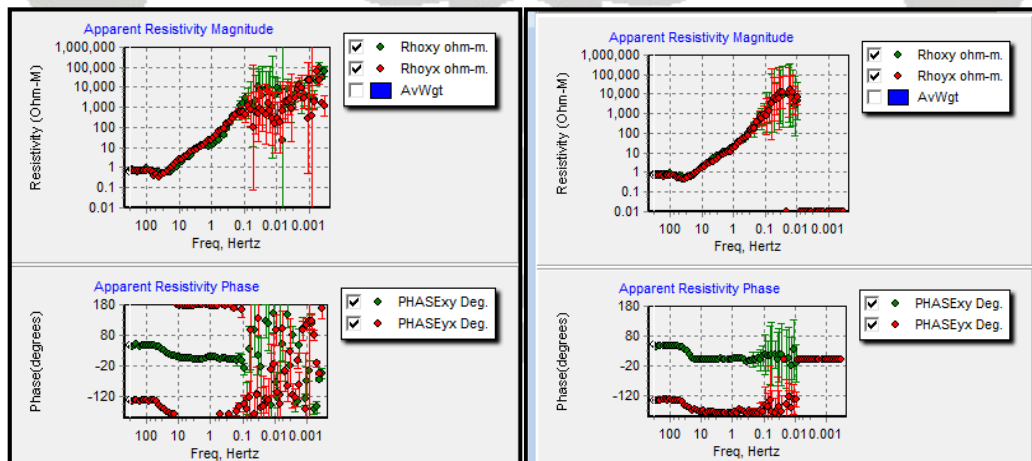 Apparent Resistivity Magnitude
Resistivity (Ohm-M)
1,000,000
100,000
10,000
1,000
100
10
1
0.1
0.01
100 10 1 0.1 0.01 0.001
Freq, Hertz
Rhoxy ohm-m.
Rhoyx ohm-m.
AvWgt
Apparent Resistivity Phase
Phase(degrees)
180
80
-20
-120
100 10 1 0.1 0.01 0.001
Freq, Hertz
PHASExy Deg.
PHASEyx Deg.
Apparent Resistivity Magnitude
Resistivity (Ohm-M)
1,000,000
100,000
10,000
1,000
100
10
1
0.1
0.01
100 10 1 0.1 0.01 0.001
Freq, Hertz
Rhoxy ohm-m.
Rhoyx ohm-m.
AvWgt
Apparent Resistivity Phase
Phase(degrees)
180
80
-20
-120
100 10 1 0.1 0.01 0.001
Freq, Hertz
PHASExy Deg.
PHASEyx Deg.